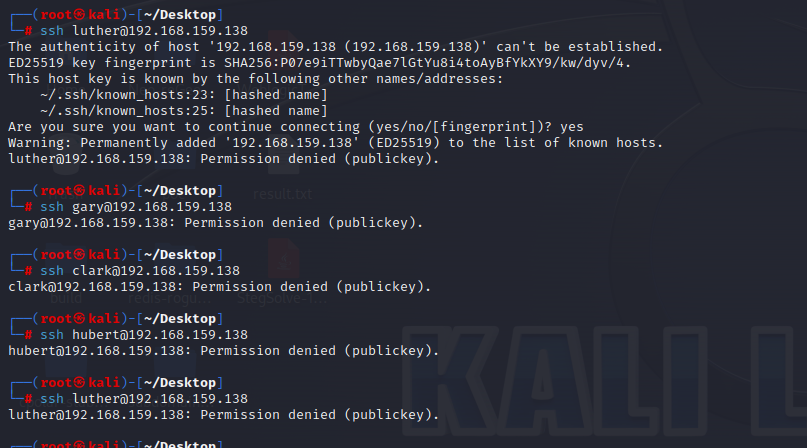 ┌──(root㉿kali)-[~/Desktop]
└─# ssh luther@192.168.159.138
The authenticity of host '192.168.159.138 (192.168.159.138)' can't be established.
ED25519 key fingerprint is SHA256:P07e9iTTwbyQae7lGtYu8i4toAyBfYkXY9/kw/dyv/4.
This host key is known by the following other names/addresses:
    ~/.ssh/known_hosts:23: [hashed name]
    ~/.ssh/known_hosts:25: [hashed name]
Are you sure you want to continue connecting (yes/no/[fingerprint])? yes
Warning: Permanently added '192.168.159.138' (ED25519) to the list of known hosts.
luther@192.168.159.138: Permission denied (publickey).
┌──(root㉿kali)-[~/Desktop]
result.txt
└─# ssh gary@192.168.159.138
gary@192.168.159.138: Permission denied (publickey).
┌──(root㉿kali)-[~/Desktop]
└─# ssh clark@192.168.159.138
clark@192.168.159.138: Permission denied (publickey).
build redis-rogu... StegSolve-1...
┌──(root㉿kali)-[~/Desktop]
└─# ssh hubert@192.168.159.138
hubert@192.168.159.138: Permission denied (publickey).
KALI L
┌──(root㉿kali)-[~/Desktop]
└─# ssh luther@192.168.159.138
luther@192.168.159.138: Permission denied (publickey).